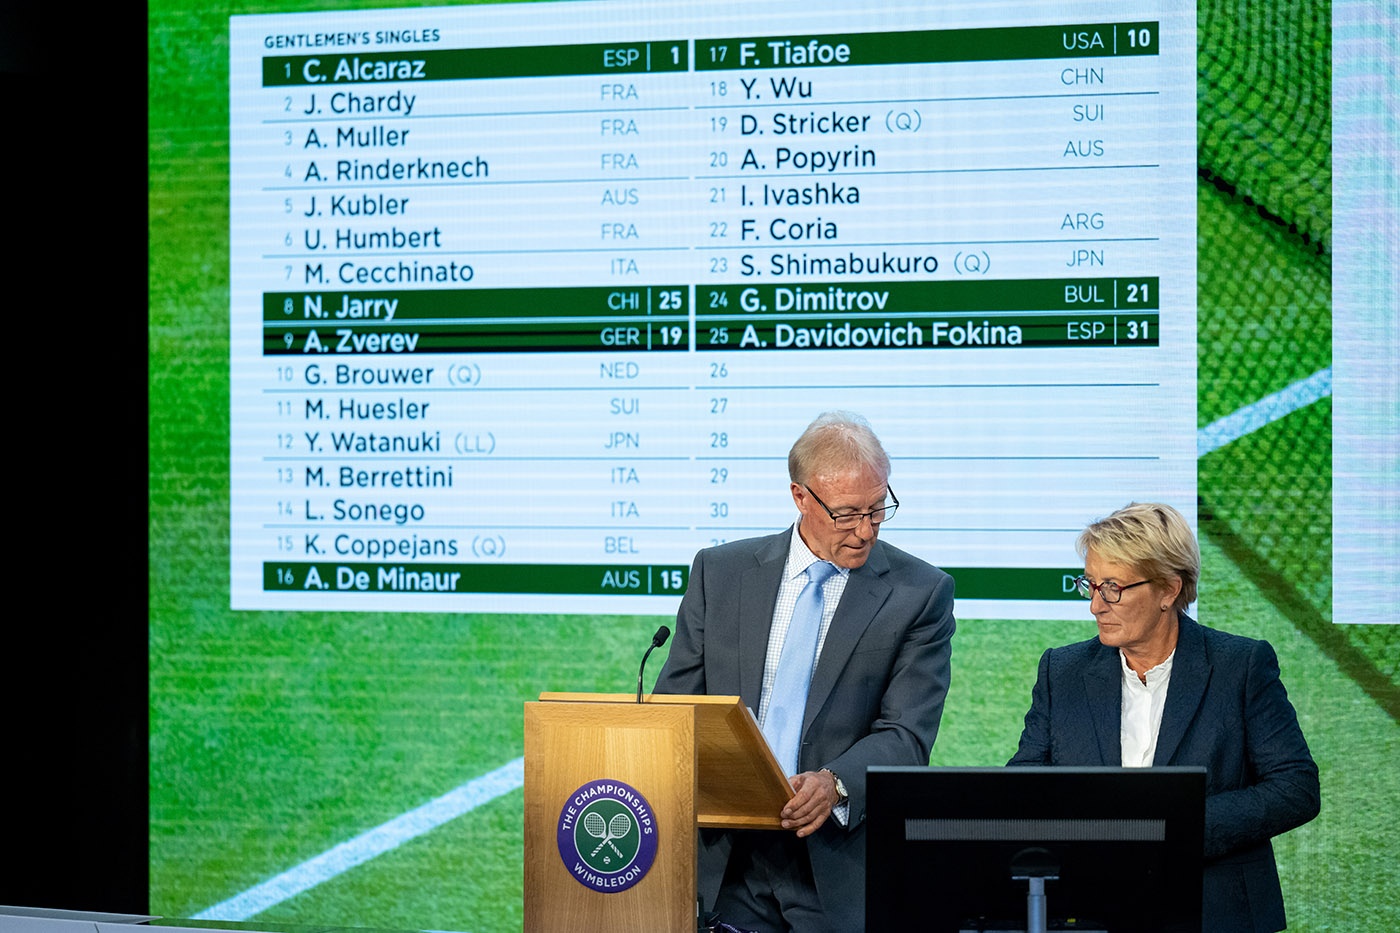 GENTLEMEN'S SINGLES
1 C. Alcaraz ESP 1
2 J. Chardy FRA
3 A. Muller FRA
4 A. Rinderknech FRA
5 J. Kubler AUS
6 U. Humbert FRA
7 M. Cecchinato ITA
8 N. Jarry CHI 25
9 A. Zverev GER 19
10 G. Brouwer (Q) NED
11 M. Huesler SUI
12 Y. Watanuki (LL) JPN
13 M. Berrettini ITA
14 L. Sonego ITA
15 K. Coppejans (Q) BEL
16 A. De Minaur AUS 15
17 F. Tiafoe USA 10
18 Y. Wu CHN
19 D. Stricker (Q) SUI
20 A. Popyrin AUS
21 I. Ivashka
22 F. Coria ARG
23 S. Shimabukuro (Q) JPN
24 G. Dimitrov BUL 21
25 A. Davidovich Fokina ESP 31
26
27
28
29
30
THE CHAMPIONSHIPS
WIMBLEDON